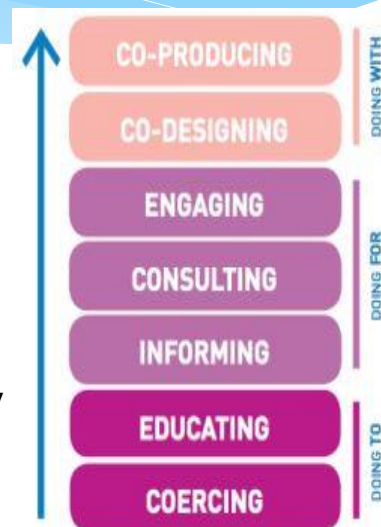 CO-PRODUCING
CO-DESIGNING
DOING WITH
ENGAGING
CONSULTING
INFORMING
DOING FOR
EDUCATING
COERCING
DOING TO